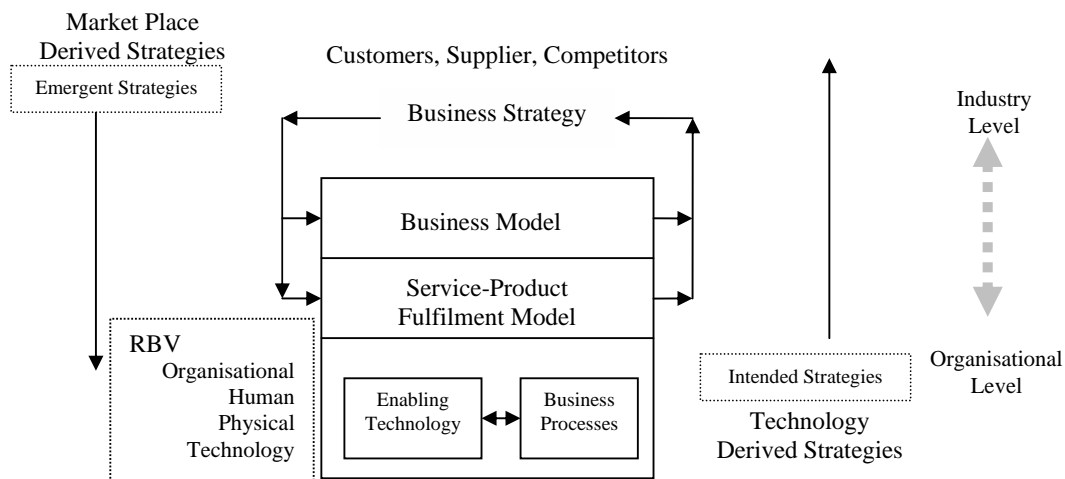 Market Place
Derived Strategies
Emergent Strategies
Customers, Supplier, Competitors
Business Strategy
Industry
Level
Business Model
Service-Product
Fulfilment Model
RBV
Organisational
Human
Physical
Technology
Enabling
Technology
Business
Processes
Intended Strategies
Technology
Derived Strategies
Organisational
Level